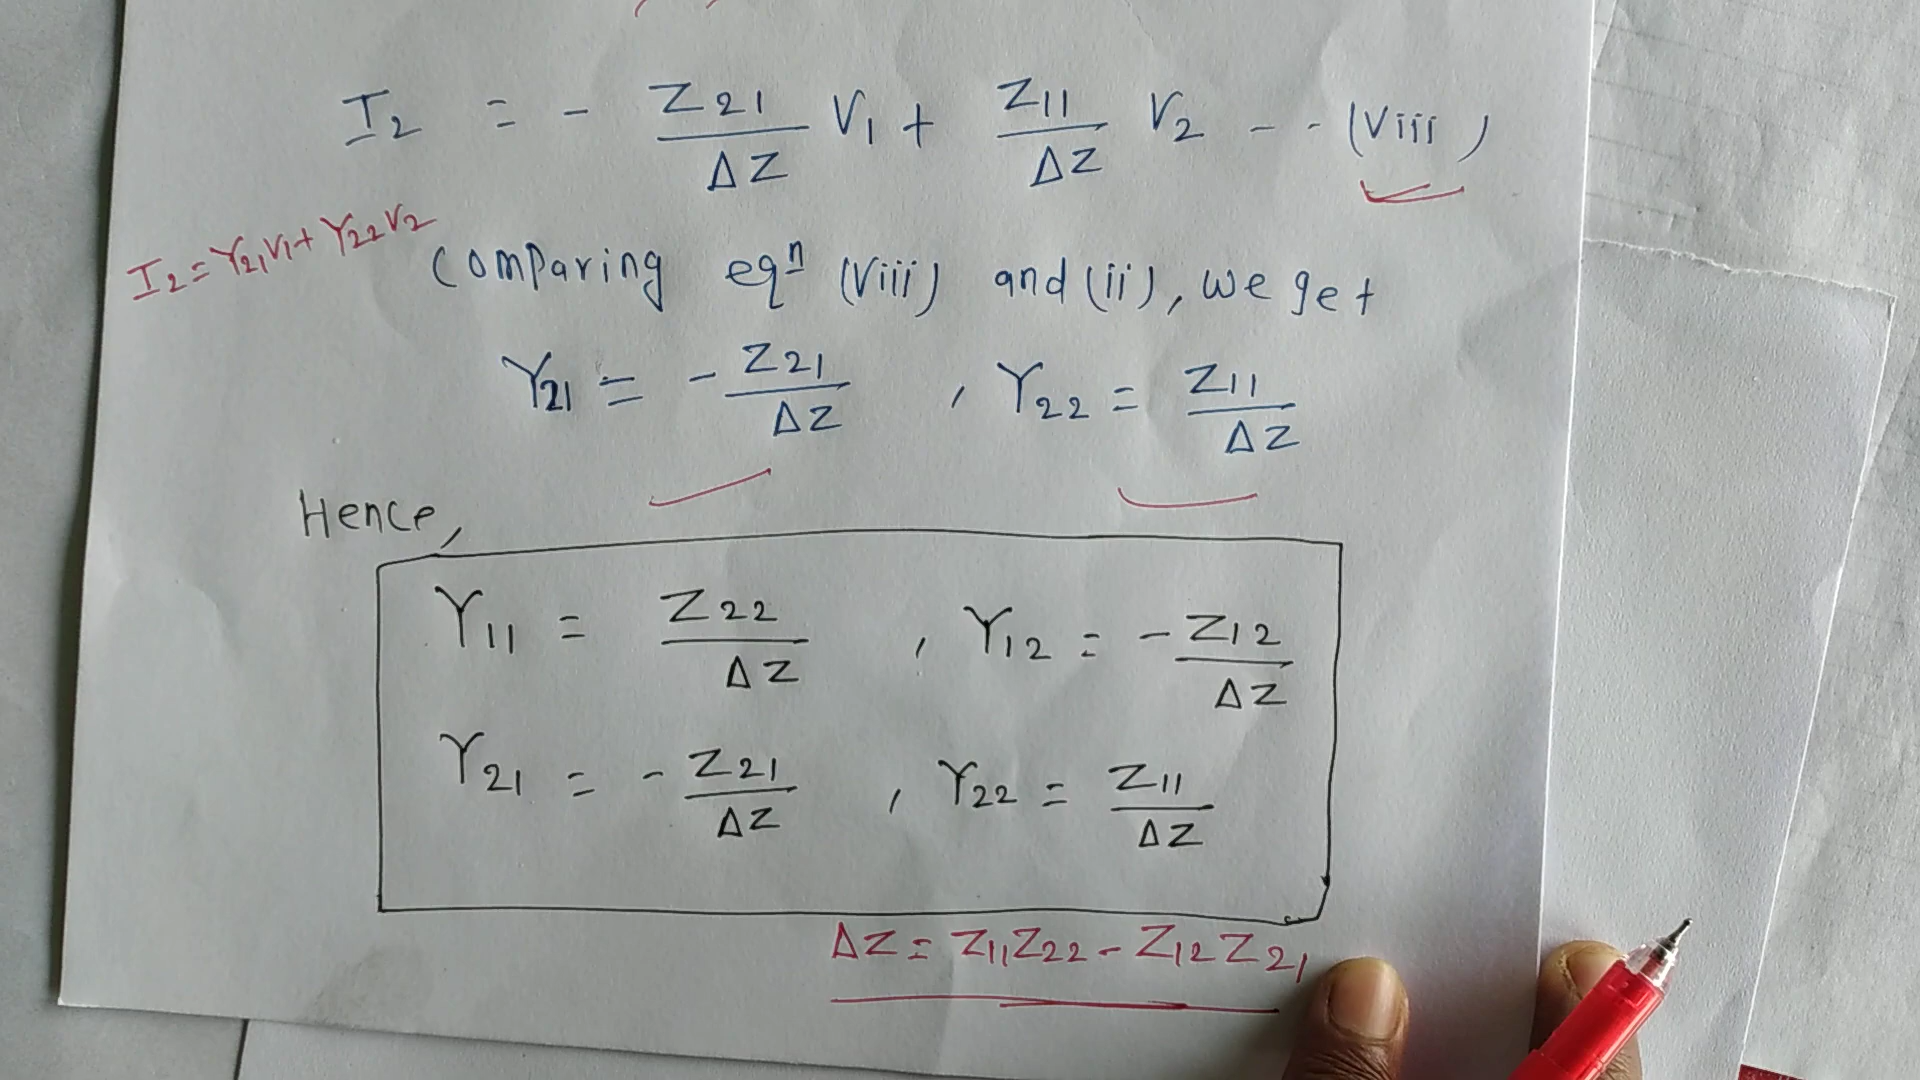 I₂ = - Z₂₁/ΔZ V₁ + Z₁₁/ΔZ V₂ - - (Viii)
I₂ = Y₂₁V₁ + Y₂₂V₂
Comparing eqⁿ (Viii) and (ii), we get
Y₂₁ = - Z₂₁/ΔZ , Y₂₂ = Z₁₁/ΔZ
Hence,
Y₁₁ = Z₂₂/ΔZ , Y₁₂ = - Z₁₂/ΔZ
Y₂₁ = - Z₂₁/ΔZ , Y₂₂ = Z₁₁/ΔZ
ΔZ = Z₁₁Z₂₂ - Z₁₂Z₂₁